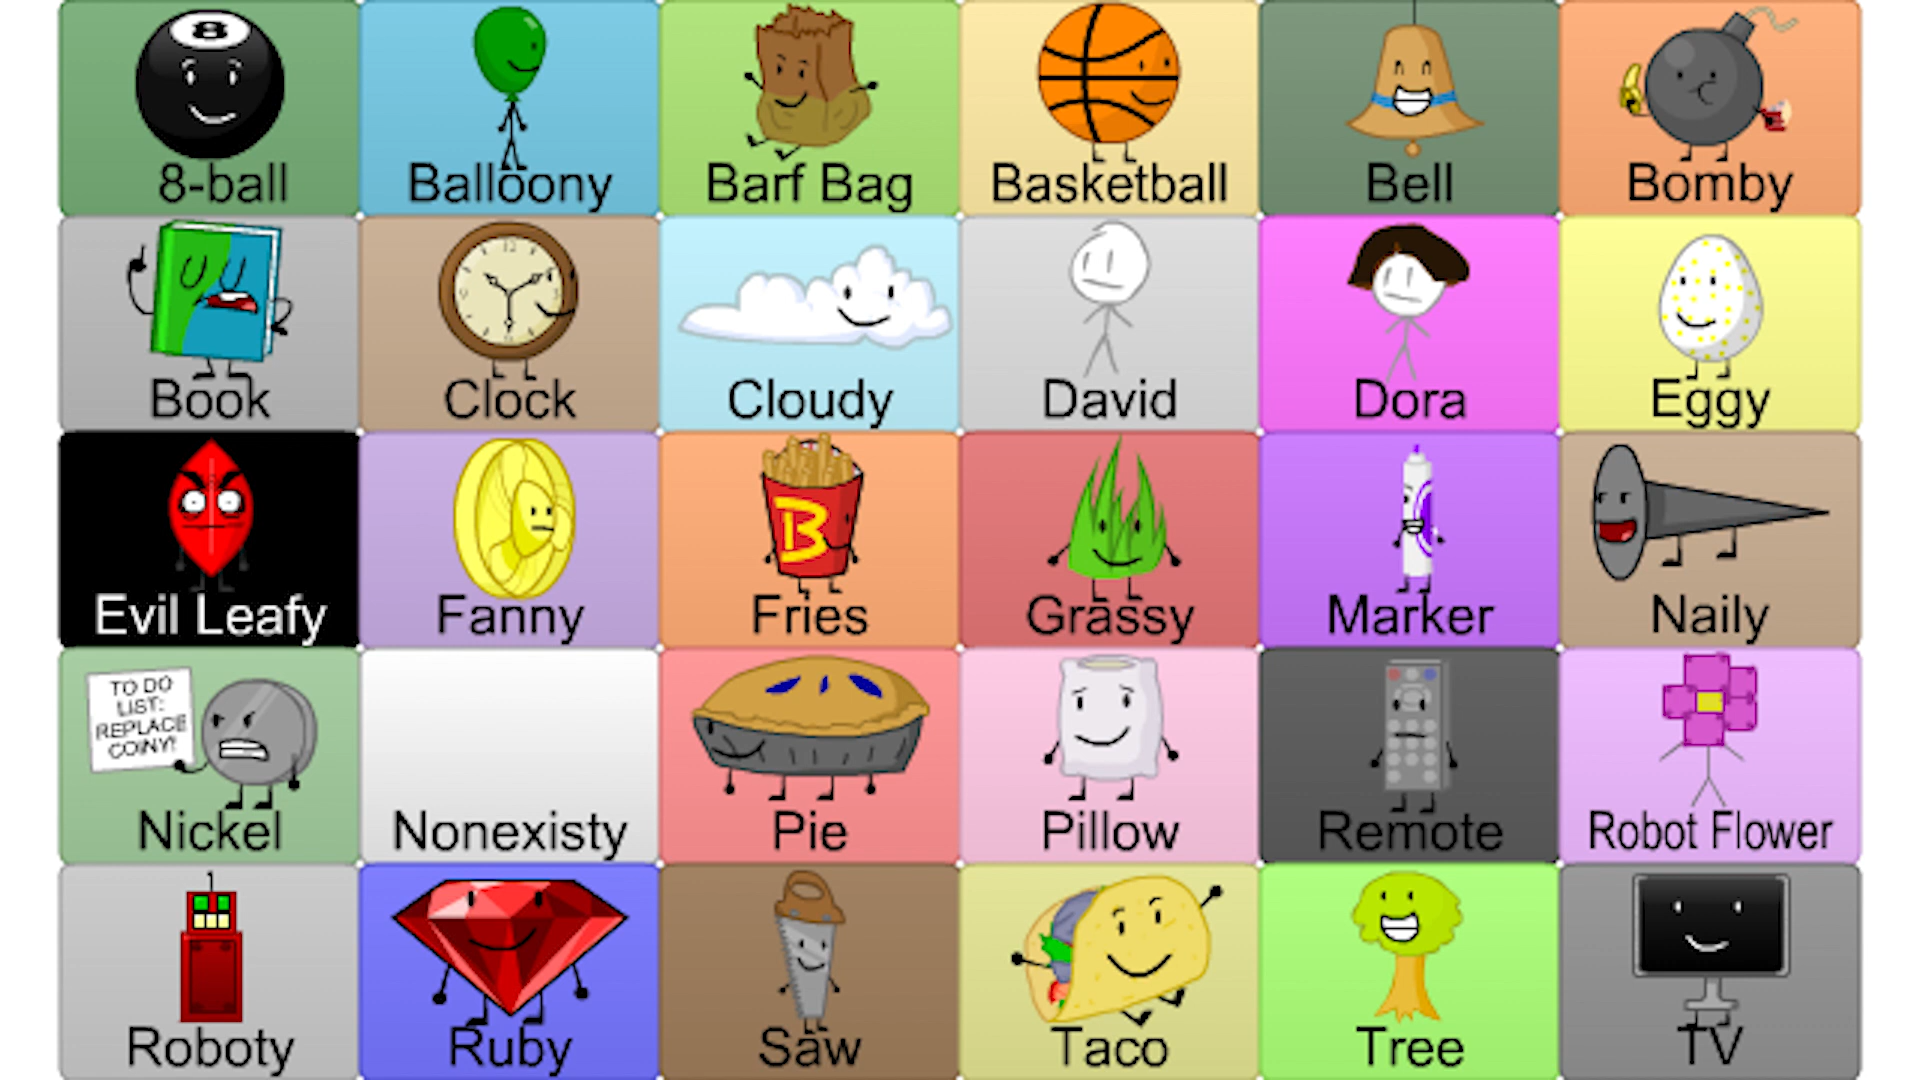 8
8-ball
Balloony
Barf Bag
Basketball
Bell
Bomby
Book
Clock
Cloudy
David
Dora
Eggy
Evil Leafy
Fanny
B
Fries
Grassy
Marker
Naily
TO DO
LIST:
REPLACE
COINY!
Nickel
Nonexisty
Pie
Pillow
Remote
Robot Flower
Roboty
Ruby
Saw
Taco
Tree
TV